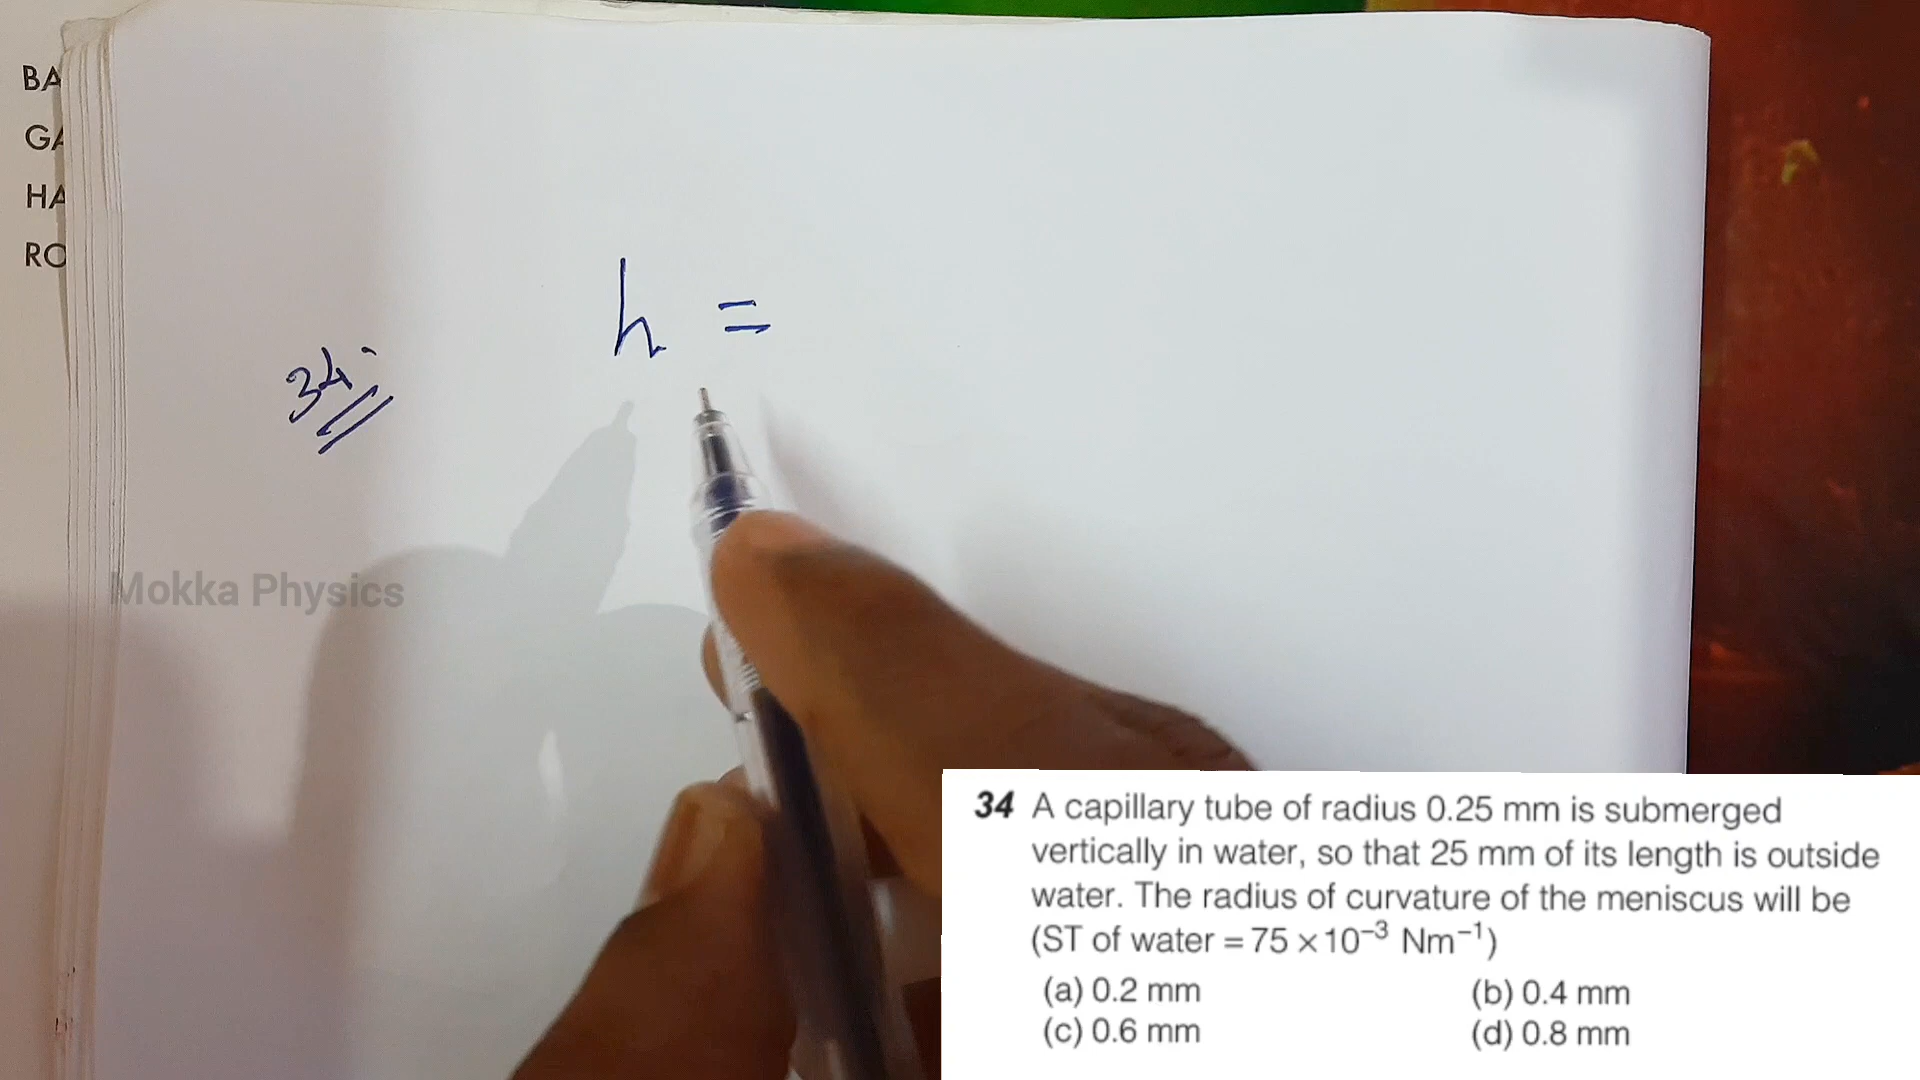 BA
GA
HA
RO
h =
34.
Mokka Physics
34 A capillary tube of radius 0.25 mm is submerged
vertically in water, so that 25 mm of its length is outside
water. The radius of curvature of the meniscus will be
(ST of water = 75 × 10⁻³ Nm⁻¹)
(a) 0.2 mm (b) 0.4 mm
(c) 0.6 mm (d) 0.8 mm